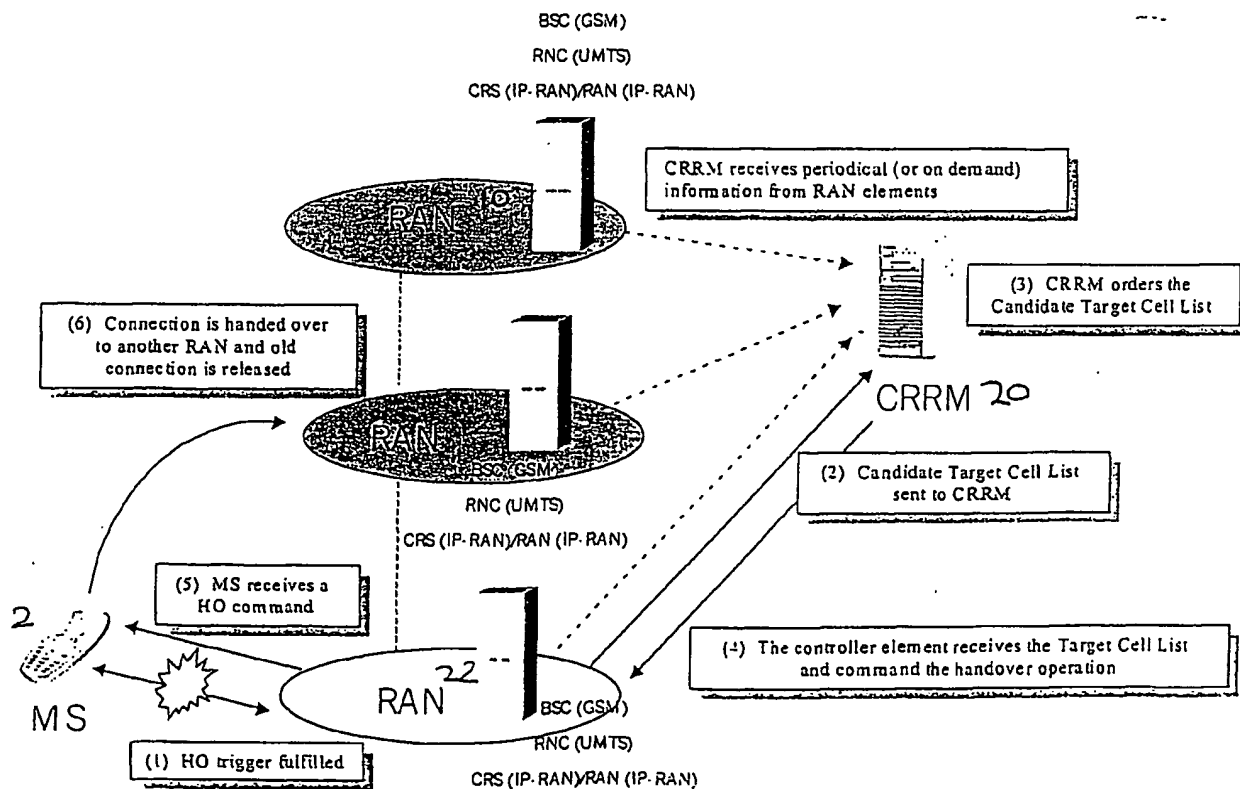 BSC (GSM)
RNC (UMTS)
CRS (IP-RAN)/RAN (IP-RAN)
CRRM receives periodical (or on demand)
information from RAN elements
RAN 10
(3) CRRM orders the
Candidate Target Cell List
(6) Connection is handed over
to another RAN and old
connection is released
CRRM 20
RAN
BSC (GSM)
RNC (UMTS)
CRS (IP-RAN)/RAN (IP-RAN)
(2) Candidate Target Cell List
sent to CRRM
(5) MS receives a
HO command
2
(4) The controller element receives the Target Cell List
and command the handover operation
RAN 22
MS
BSC (GSM)
RNC (UMTS)
CRS (IP-RAN)/RAN (IP-RAN)
(1) HO trigger fulfilled